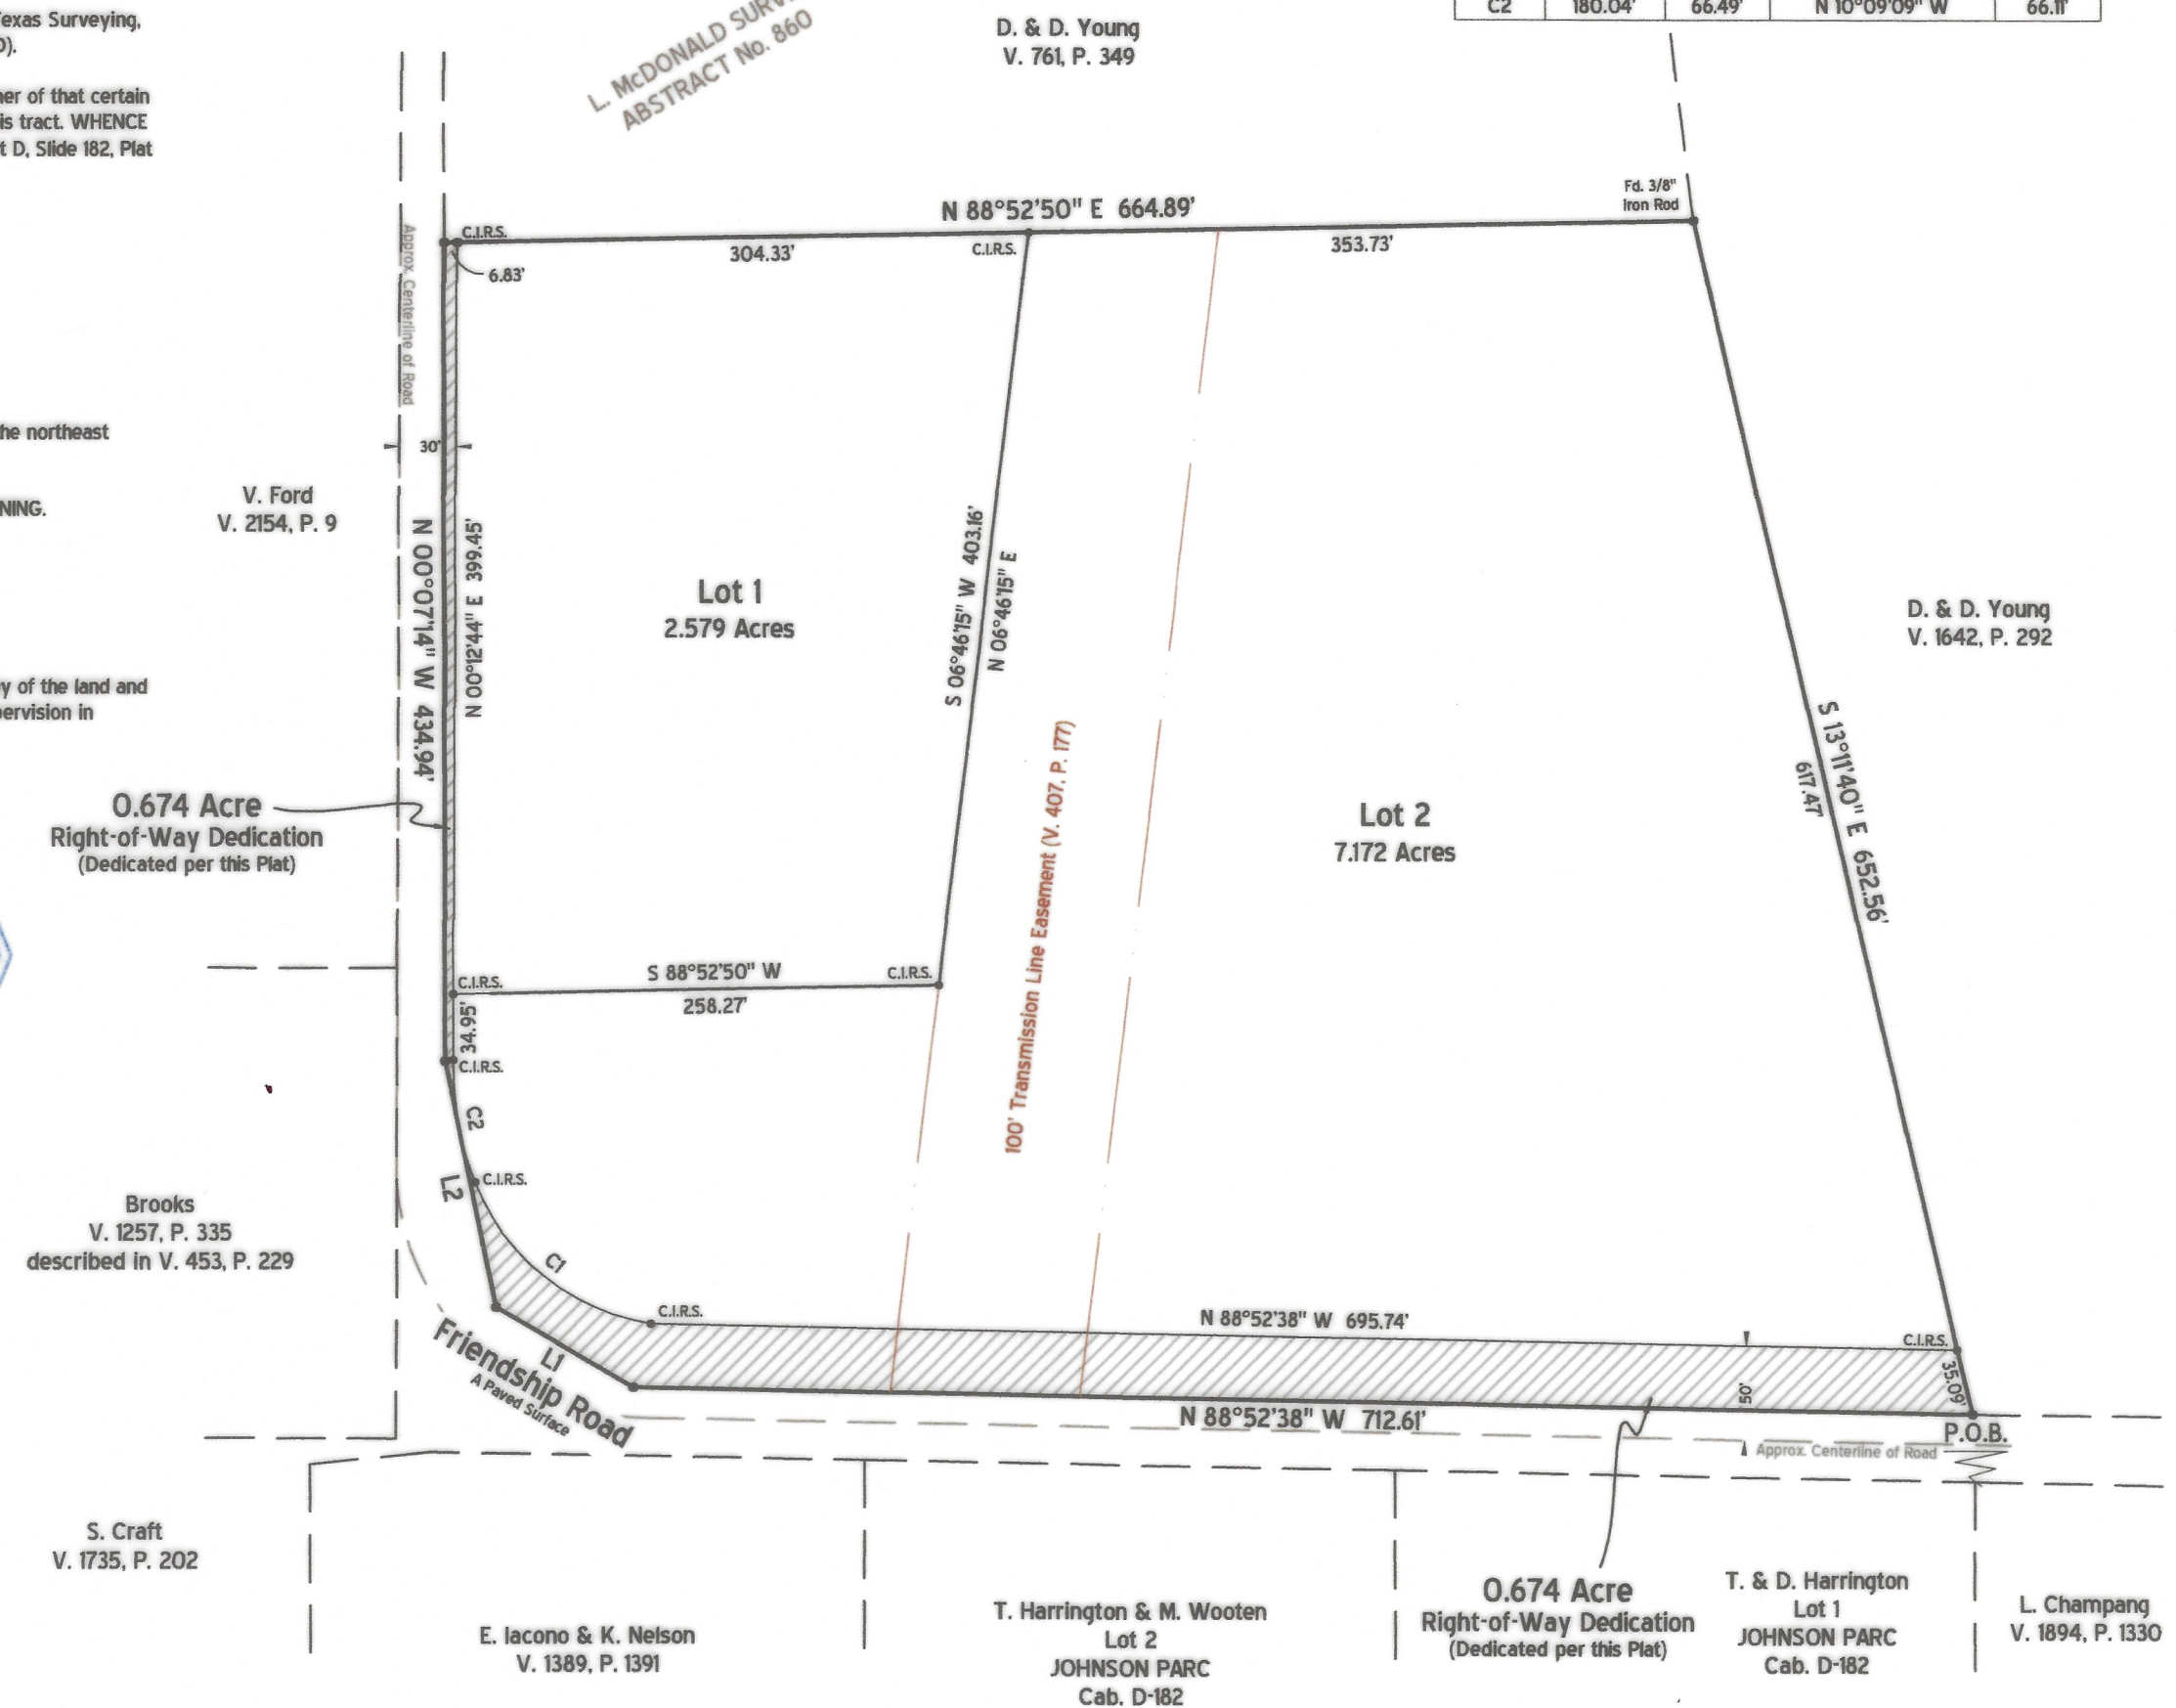 Texas Surveying,
C2 180.04' 66.49' N 10°09'09" W 66.11'
L. McDONALD SURV
ABSTRACT No. 860
D. & D. Young
V. 761, P. 349
er of that certain
is tract. WHENCE
t D, Slide 182, Plat
Fd. 3/8"
Iron Rod
N 88°52'50" E 664.89'
C.I.R.S.
304.33'
C.I.R.S.
353.73'
6.83'
Approx. Centerline of Road
30'
he northeast
NING.
V. Ford
V. 2154, P. 9
N 00°07'14" W 434.94'
N 00°12'44" E 399.45'
Lot 1
2.579 Acres
S 06°46'15" W 403.16'
N 06°46'15" E
D. & D. Young
V. 1642, P. 292
y of the land and
pervision in
S 13°11'40" E 652.56'
617.47'
0.674 Acre
Right-of-Way Dedication
(Dedicated per this Plat)
100' Transmission Line Easement (V. 407, P. 177)
Lot 2
7.172 Acres
S 88°52'50" W
C.I.R.S.
C.I.R.S.
258.27'
34.95'
C.I.R.S.
C2
L2
C.I.R.S.
Brooks
V. 1257, P. 335
described in V. 453, P. 229
C1
C.I.R.S.
N 88°52'38" W 695.74'
C.I.R.S.
35.09'
50'
L1
Friendship Road
A Paved Surface
N 88°52'38" W 712.61'
P.O.B.
Approx. Centerline of Road
S. Craft
V. 1735, P. 202
E. Iacono & K. Nelson
V. 1389, P. 1391
T. Harrington & M. Wooten
Lot 2
JOHNSON PARC
Cab. D-182
0.674 Acre
Right-of-Way Dedication
(Dedicated per this Plat)
T. & D. Harrington
Lot 1
JOHNSON PARC
Cab. D-182
L. Champang
V. 1894, P. 1330